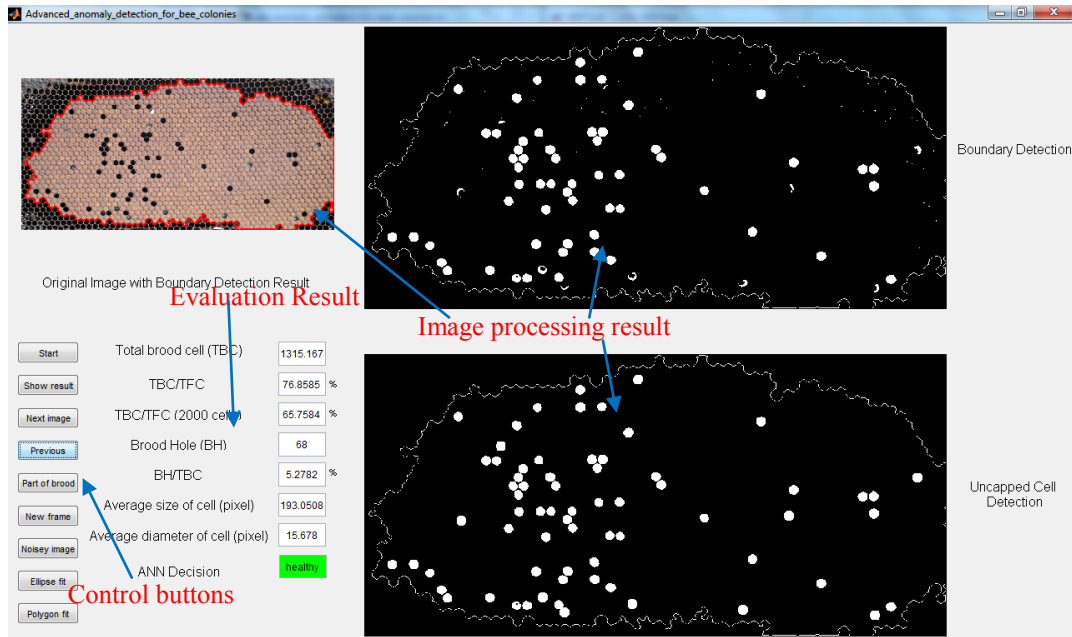 Advanced_anomaly_detection_for_bee_colonies
Boundary Detection
Original Image with Boundary Detection Result
Evaluation Result
Image processing result
Start
Total brood cell (TBC)
1315.167
Show result
TBC/TFC
76.8585 %
Next image
TBC/TFC (2000 cells)
65.7584 %
Previous
Brood Hole (BH)
68
Part of brood
BH/TBC
5.2782 %
New frame
Average size of cell (pixel)
193.0508
Noisey image
Average diameter of cell (pixel)
15.678
Ellipse fit
ANN Decision
healthy
Polygon fit
Control buttons
Uncapped Cell
Detection